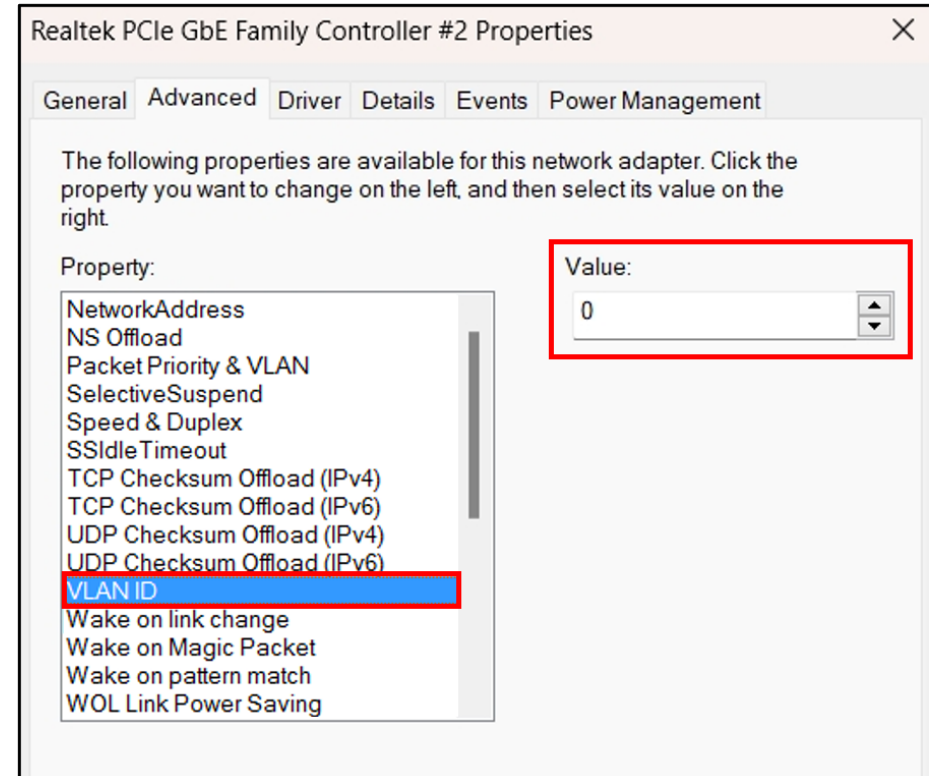 Realtek PCIe GbE Family Controller #2 Properties
General Advanced Driver Details Events Power Management
The following properties are available for this network adapter. Click the
property you want to change on the left, and then select its value on the
right.
Property:
Value:
0
NetworkAddress
NS Offload
Packet Priority & VLAN
SelectiveSuspend
Speed & Duplex
SSIdleTimeout
TCP Checksum Offload (IPv4)
TCP Checksum Offload (IPv6)
UDP Checksum Offload (IPv4)
UDP Checksum Offload (IPv6)
VLAN ID
Wake on link change
Wake on Magic Packet
Wake on pattern match
WOL Link Power Saving